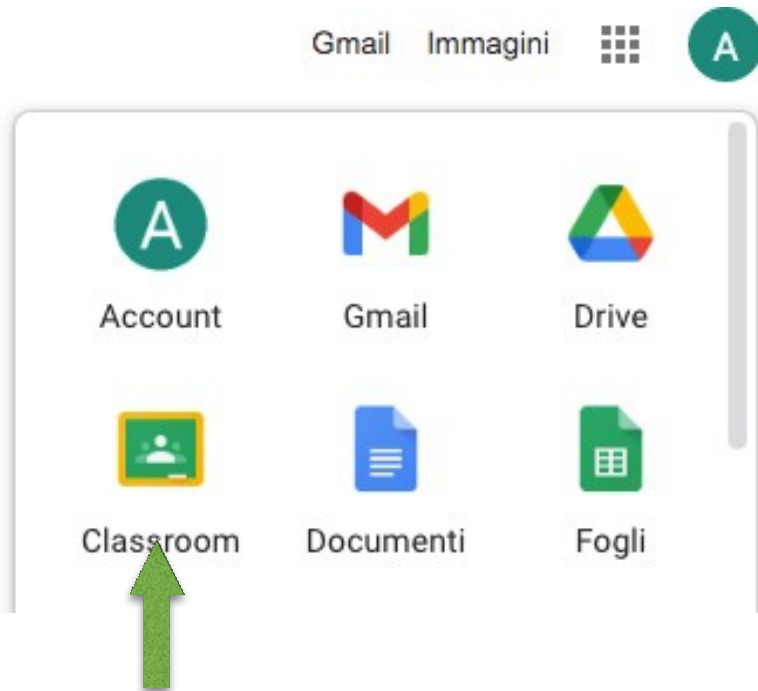 Gmail Immagini A
A
Account Gmail Drive
Classroom Documenti Fogli